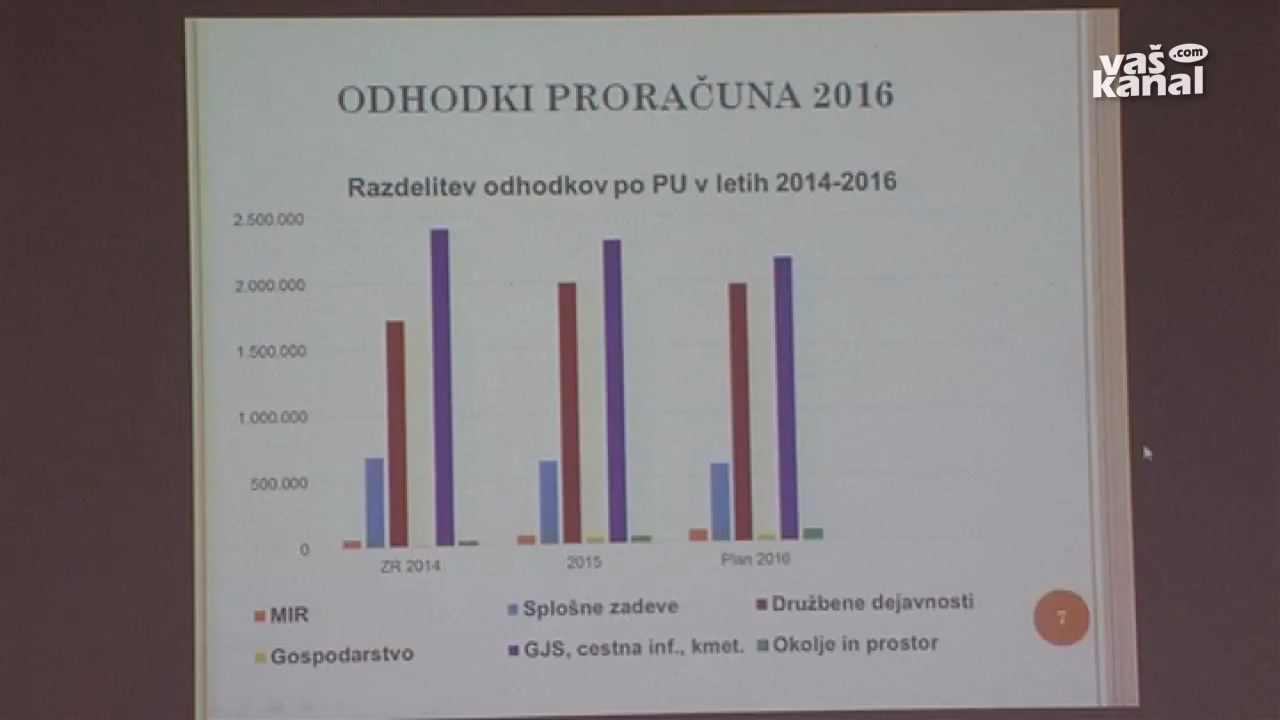 vaš.com
kanal
ODHODKI PRORAČUNA 2016
Razdelitev odhodkov po PU v letih 2014-2016
2.500.000
2.000.000
1.500.000
1.000.000
500.000
0
ZR 2014 2015 Plan 2016
MIR Splošne zadeve Družbene dejavnosti
Gospodarstvo GJS, cestna inf., kmet. Okolje in prostor
7